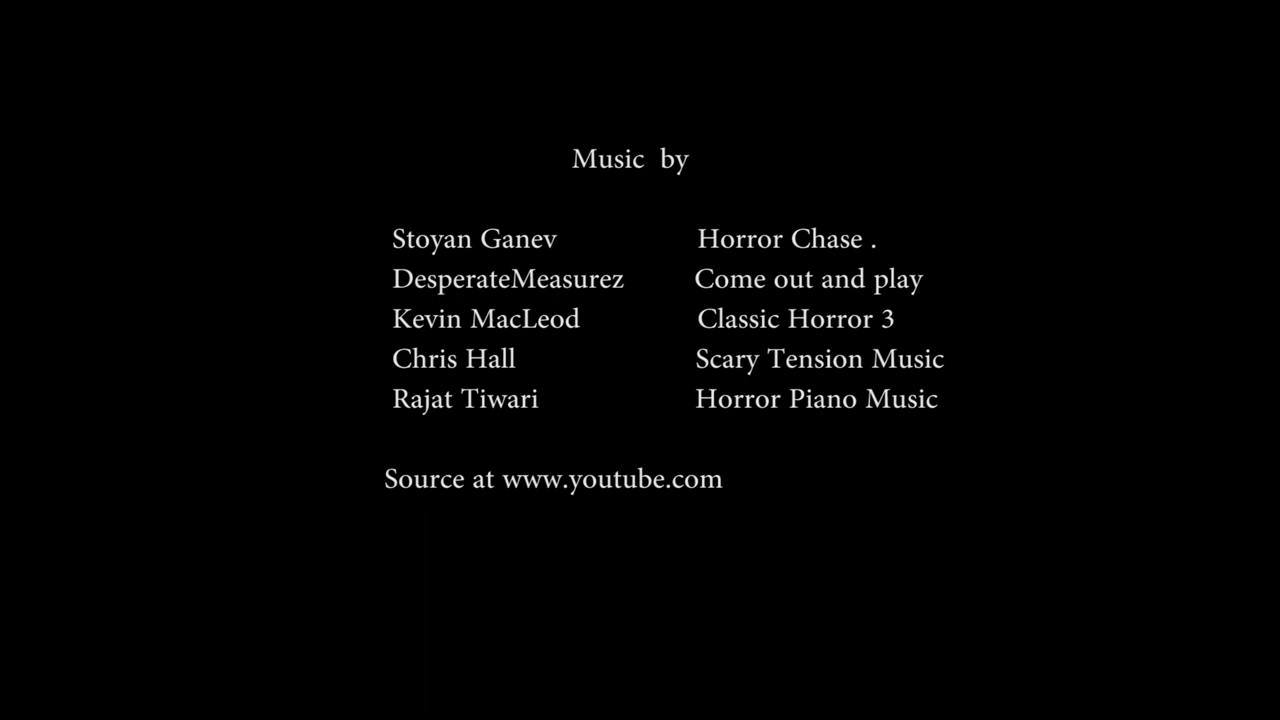 Music by
Stoyan Ganev Horror Chase .
DesperateMeasurez Come out and play
Kevin MacLeod Classic Horror 3
Chris Hall Scary Tension Music
Rajat Tiwari Horror Piano Music
Source at www.youtube.com